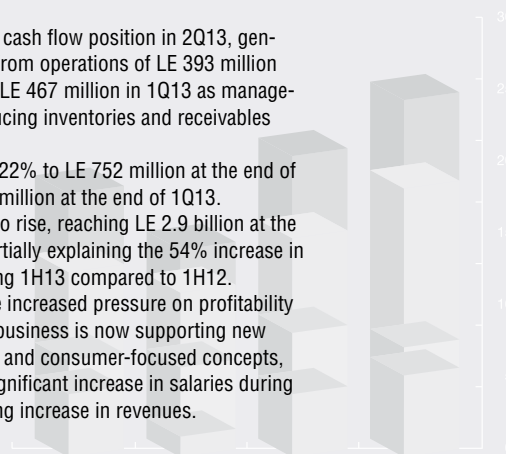 cash flow position in 2Q13, gen-
rom operations of LE 393 million
LE 467 million in 1Q13 as manage-
ucing inventories and receivables
22% to LE 752 million at the end of
million at the end of 1Q13.
o rise, reaching LE 2.9 billion at the
rtially explaining the 54% increase in
ng 1H13 compared to 1H12.
e increased pressure on profitability
business is now supporting new
and consumer-focused concepts,
gnificant increase in salaries during
ng increase in revenues.